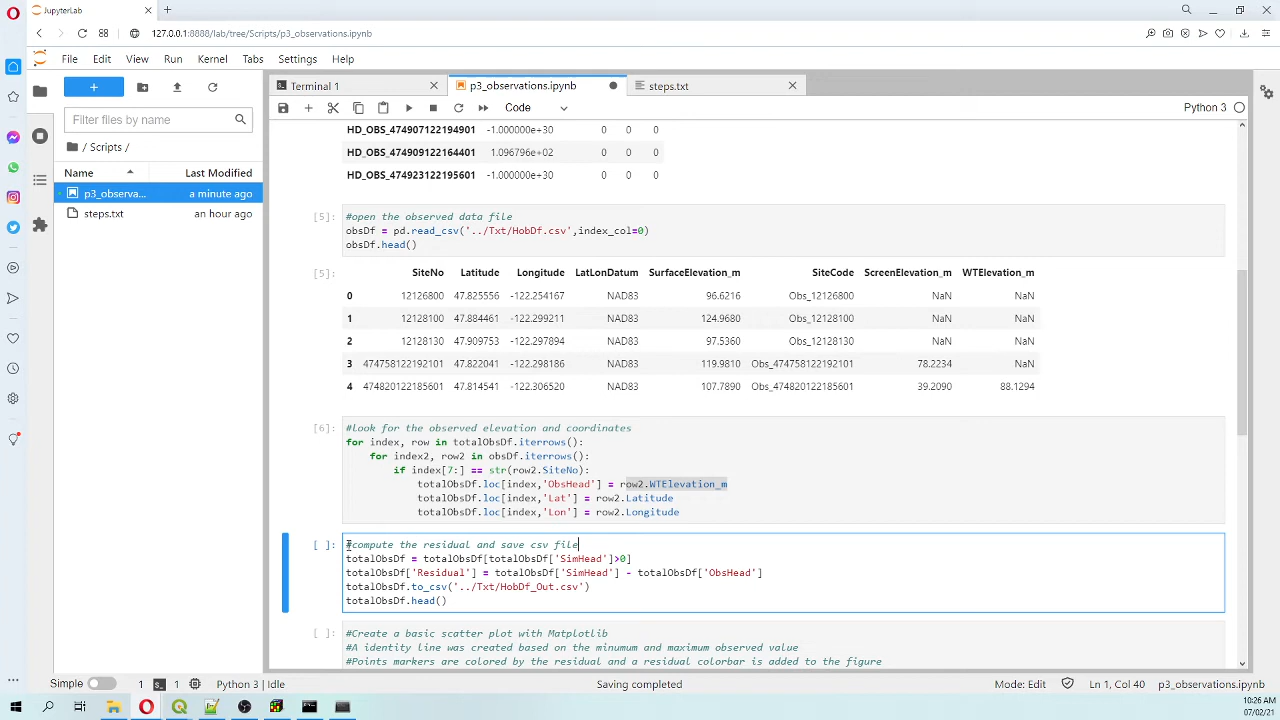 JupyterLab
127.0.0.1:8888/lab/tree/Scripts/p3_observations.ipynb
File Edit View Run Kernel Tabs Settings Help
Terminal 1 p3_observations.ipynb steps.txt
Code Python 3
Filter files by name
/ Scripts /
Name Last Modified
p3_observa... a minute ago
steps.txt an hour ago
HD_OBS_474907122194901 -1.000000e+30 0 0 0
HD_OBS_474909122164401 1.096796e+02 0 0 0
HD_OBS_474923122195601 -1.000000e+30 0 0 0
[5]: #open the observed data file
obsDf = pd.read_csv('../Txt/HobDf.csv',index_col=0)
obsDf.head()
[5]: SiteNo Latitude Longitude LatLonDatum SurfaceElevation_m SiteCode ScreenElevation_m WTElevation_m
0 12126800 47.825556 -122.254167 NAD83 96.6216 Obs_12126800 NaN NaN
1 12128100 47.884461 -122.299211 NAD83 124.9680 Obs_12128100 NaN NaN
2 12128130 47.909753 -122.297894 NAD83 97.5360 Obs_12128130 NaN NaN
3 474758122192101 47.822041 -122.298186 NAD83 119.9810 Obs_474758122192101 78.2234 NaN
4 474820122185601 47.814541 -122.306520 NAD83 107.7890 Obs_474820122185601 39.2090 88.1294
[6]: #Look for the observed elevation and coordinates
for index, row in totalObsDf.iterrows():
for index2, row2 in obsDf.iterrows():
if index[7:] == str(row2.SiteNo):
totalObsDf.loc[index,'ObsHead'] = row2.WTElevation_m
totalObsDf.loc[index,'Lat'] = row2.Latitude
totalObsDf.loc[index,'Lon'] = row2.Longitude
[ ]: #compute the residual and save csv file
totalObsDf = totalObsDf[totalObsDf['SimHead']>0]
totalObsDf['Residual'] = totalObsDf['SimHead'] - totalObsDf['ObsHead']
totalObsDf.to_csv('../Txt/HobDf_Out.csv')
totalObsDf.head()
[ ]: #Create a basic scatter plot with Matplotlib
#A identity line was created based on the minumum and maximum observed value
#Points markers are colored by the residual and a residual colorbar is added to the figure
Simple 1 1 Python 3 | Idle Saving completed Mode: Edit Ln 1, Col 40 p3_observations.ipynb
10:26 AM
07/02/21